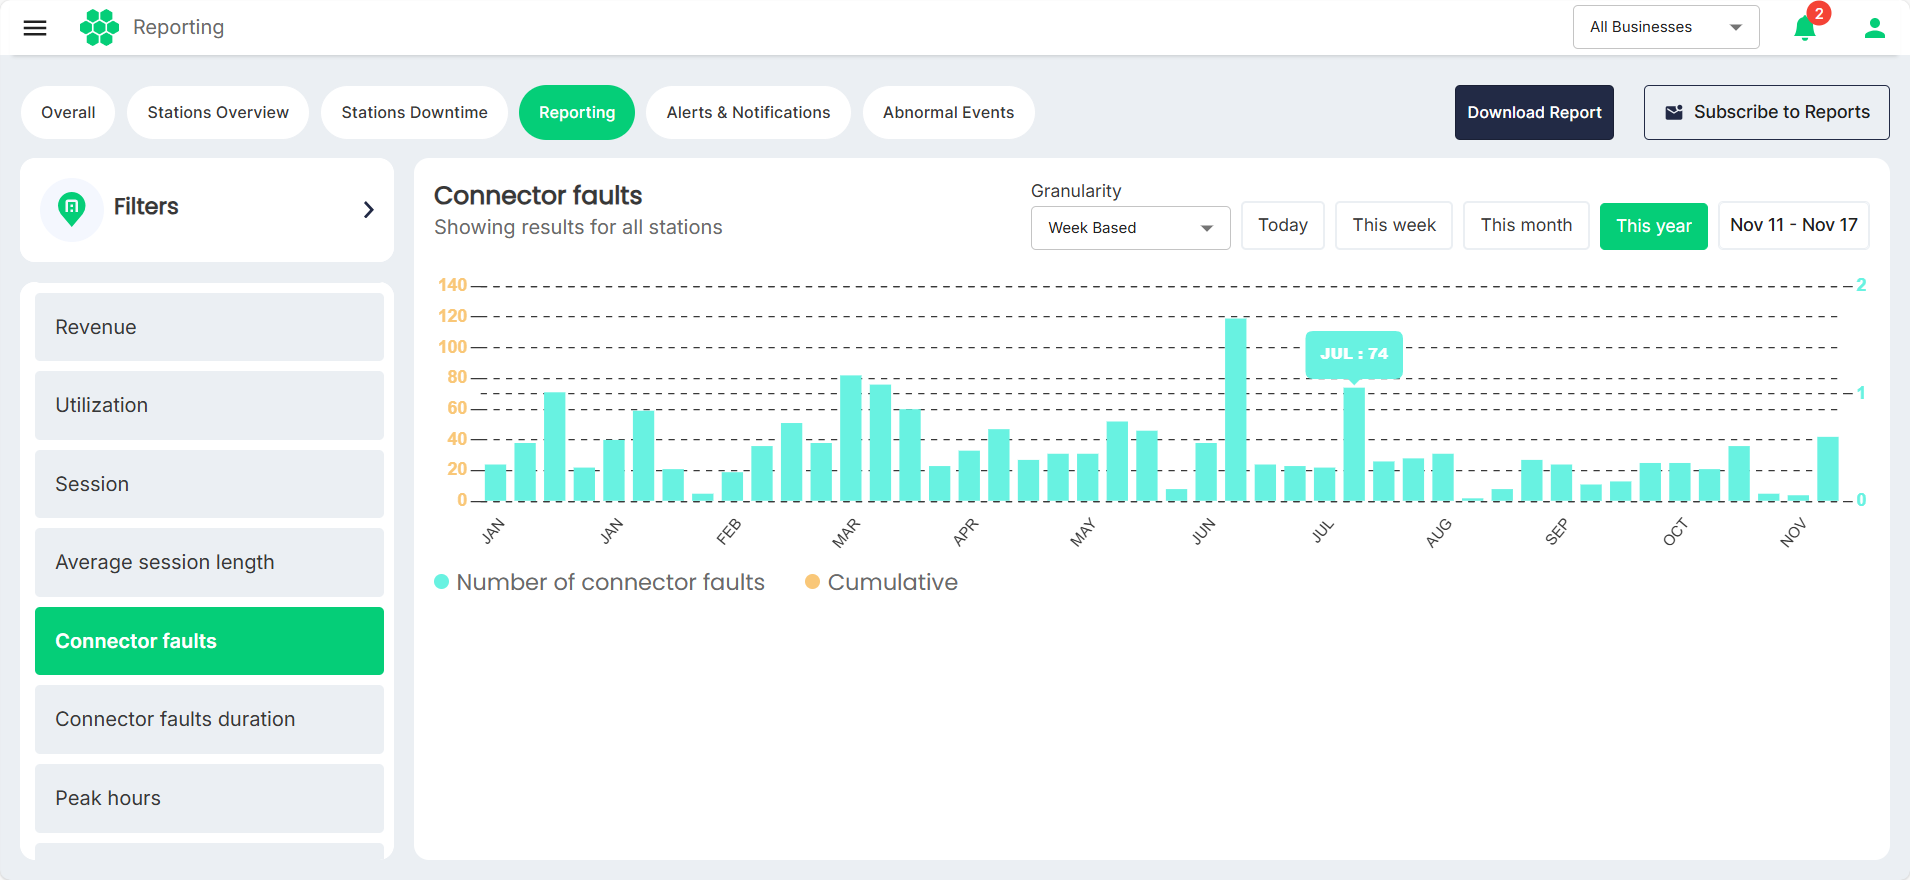 Reporting
All Businesses
2
Overall
Stations Overview
Stations Downtime
Reporting
Alerts & Notifications
Abnormal Events
Download Report
Subscribe to Reports
Filters
Revenue
Utilization
Session
Average session length
Connector faults
Connector faults duration
Peak hours
Connector faults
Showing results for all stations
Granularity
Week Based
Today
This week
This month
This year
Nov 11 - Nov 17
140
120
100
80
60
40
20
0
2
1
0
JUL : 74
JAN
JAN
FEB
MAR
APR
MAY
JUN
JUL
AUG
SEP
OCT
NOV
Number of connector faults
Cumulative